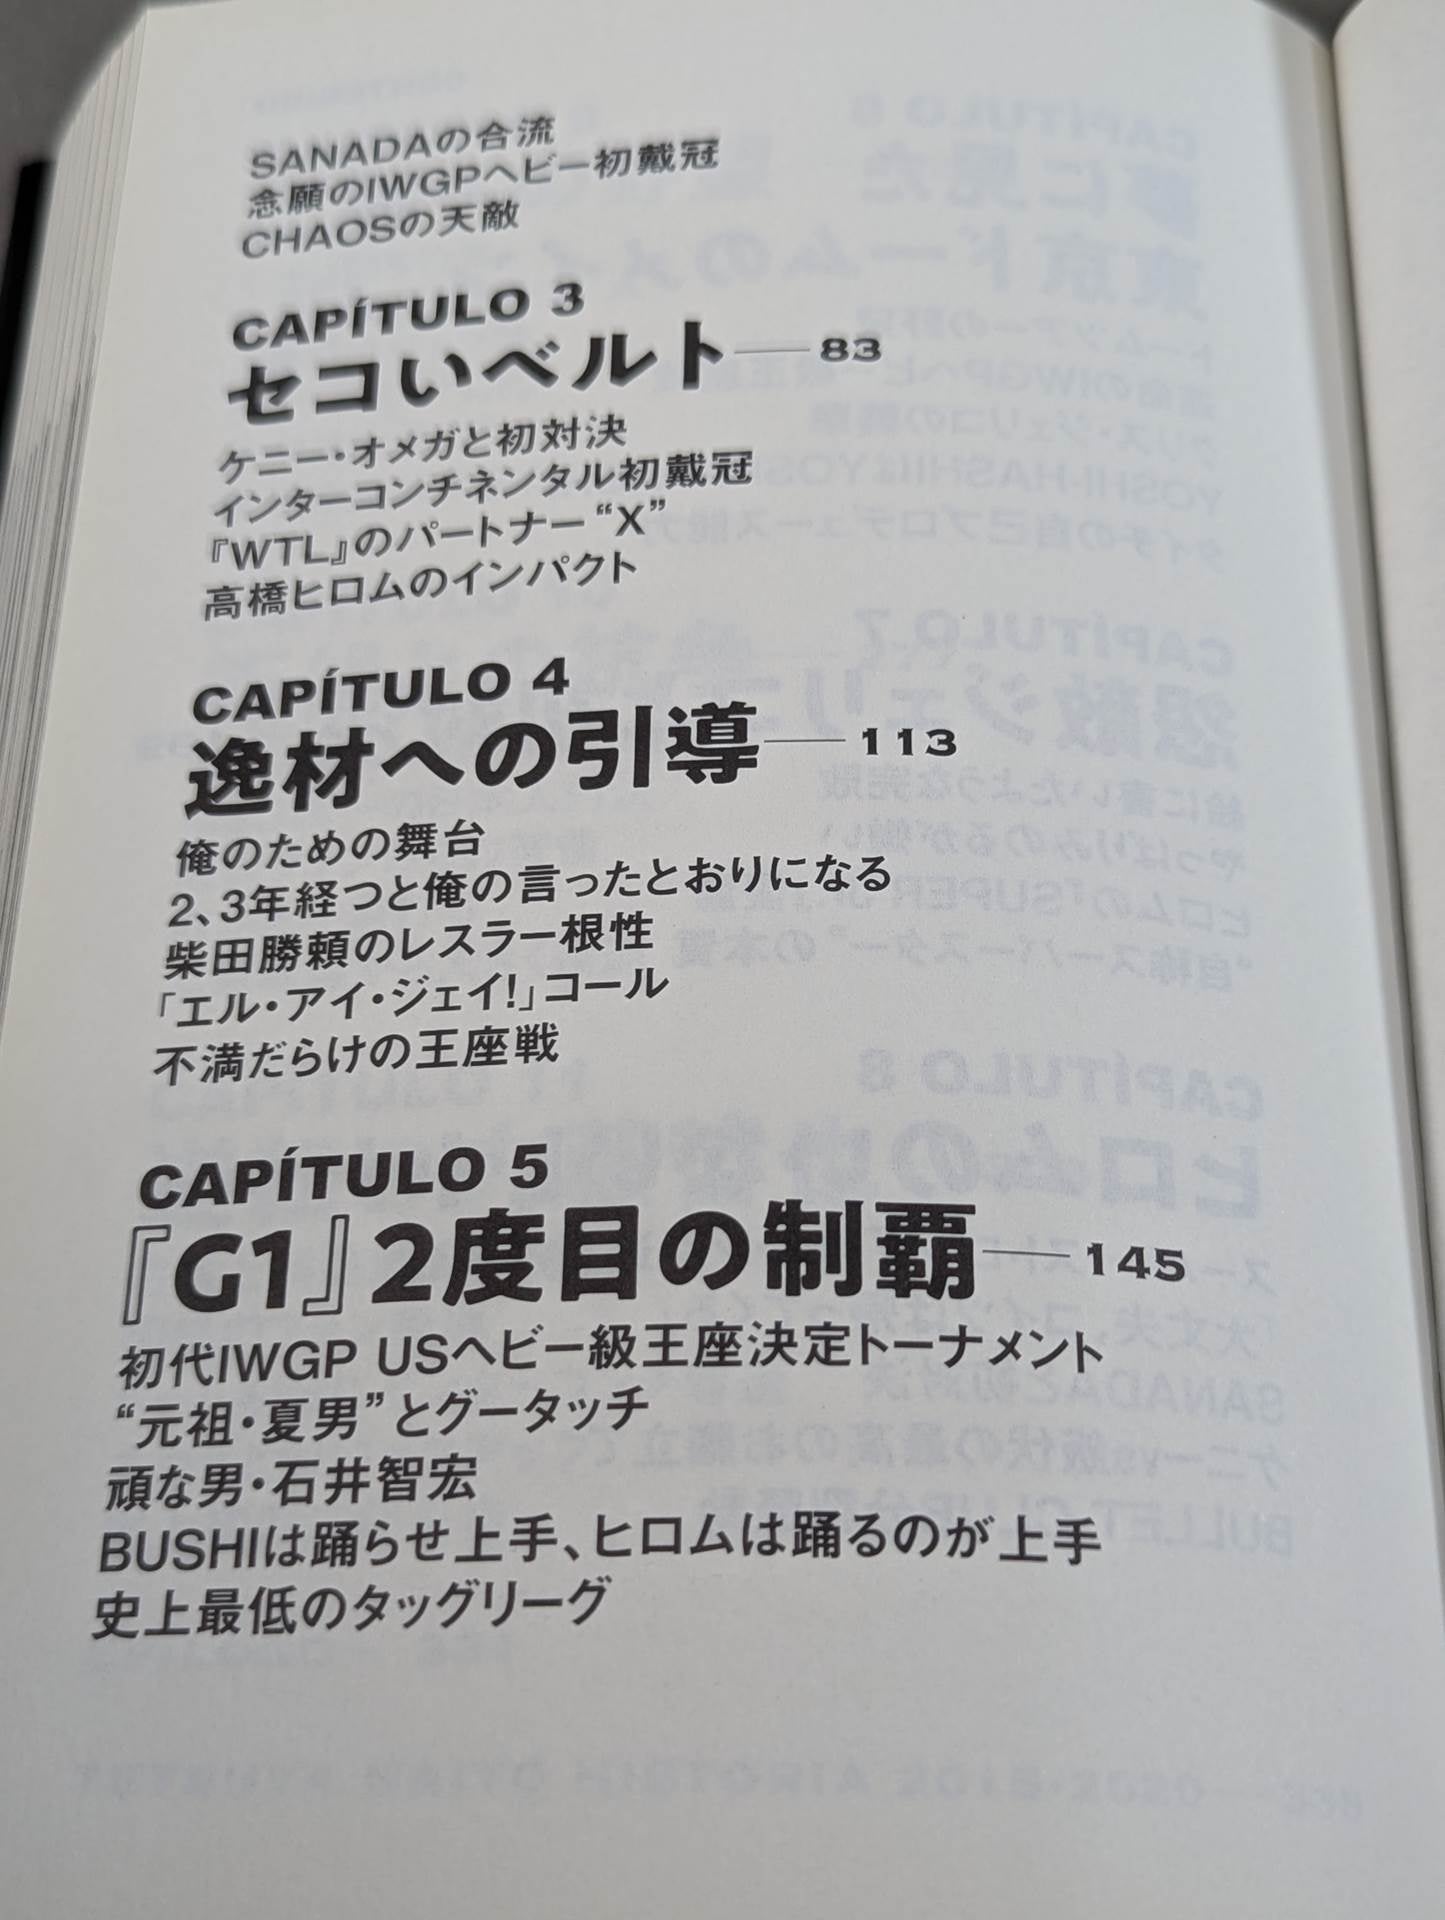 SANADAの合流
念願のIWGPヘビー初戴冠
CHAOSの天敵
CAPÍTULO 3
セコいベルト——83
ケニー・オメガと初対決
インターコンチネンタル初戴冠
『WTL』のパートナー“X”
高橋ヒロムのインパクト
CAPÍTULO 4
逸材への引導——113
俺のための舞台
2、3年経つと俺の言ったとおりになる
柴田勝頼のレスラー根性
「エル・アイ・ジェイ!」コール
不満だらけの王座戦
CAPÍTULO 5
『G1』2度目の制覇——145
初代IWGP USヘビー級王座決定トーナメント
“元祖・夏男”とグータッチ
頑な男・石井智宏
BUSHIは踊らせ上手、ヒロムは踊るのが上手
史上最低のタッグリーグ